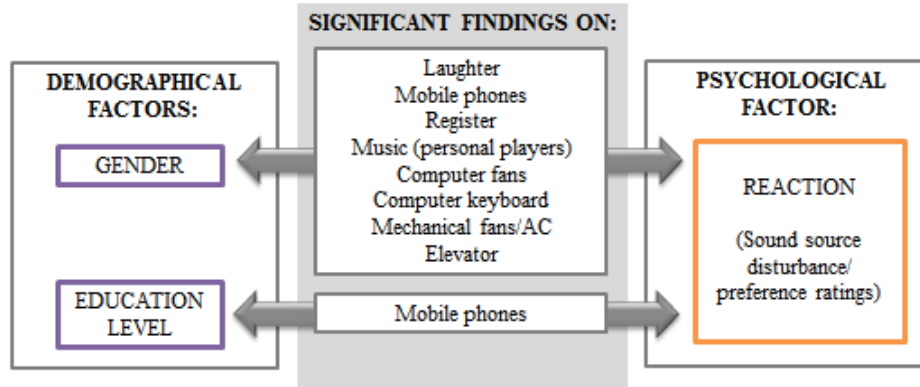 SIGNIFICANT FINDINGS ON:
DEMOGRAPHICAL
FACTORS:
GENDER
EDUCATION
LEVEL
Laughter
Mobile phones
Register
Music (personal players)
Computer fans
Computer keyboard
Mechanical fans/AC
Elevator
Mobile phones
PSYCHOLOGICAL
FACTOR:
REACTION
(Sound source
disturbance/
preference ratings)